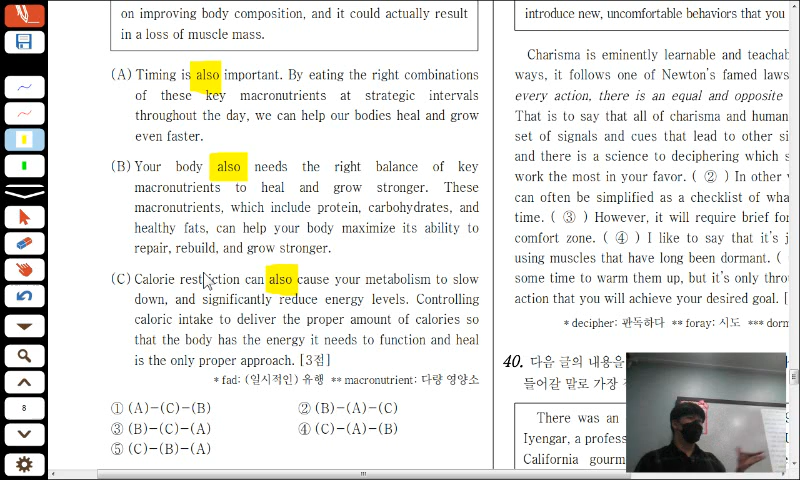 on improving body composition, and it could actually result
in a loss of muscle mass.
(A) Timing is also important. By eating the right combinations
of these key macronutrients at strategic intervals
throughout the day, we can help our bodies heal and grow
even faster.
(B) Your body also needs the right balance of key
macronutrients to heal and grow stronger. These
macronutrients, which include protein, carbohydrates, and
healthy fats, can help your body maximize its ability to
repair, rebuild, and grow stronger.
(C) Calorie restriction can also cause your metabolism to slow
down, and significantly reduce energy levels. Controlling
caloric intake to deliver the proper amount of calories so
that the body has the energy it needs to function and heal
is the only proper approach. [3점]
* fad: (일시적인) 유행 ** macronutrient: 다량 영양소
① (A)-(C)-(B) ② (B)-(A)-(C)
③ (B)-(C)-(A) ④ (C)-(A)-(B)
⑤ (C)-(B)-(A)
8
introduce new, uncomfortable behaviors that you
Charisma is eminently learnable and teachab
ways, it follows one of Newton's famed laws
every action, there is an equal and opposite
That is to say that all of charisma and human
set of signals and cues that lead to other si
and there is a science to deciphering which s
work the most in your favor. ( ② ) In other
can often be simplified as a checklist of wha
time. ( ③ ) However, it will require brief for
comfort zone. ( ④ ) I like to say that it's j
using muscles that have long been dormant. (
some time to warm them up, but it's only throu
action that you will achieve your desired goal. [
* decipher: 판독하다 ** foray: 시도 *** dorm
40. 다음 글의 내용을
들어갈 말로 가장
There was an
Iyengar, a profess
California gourm